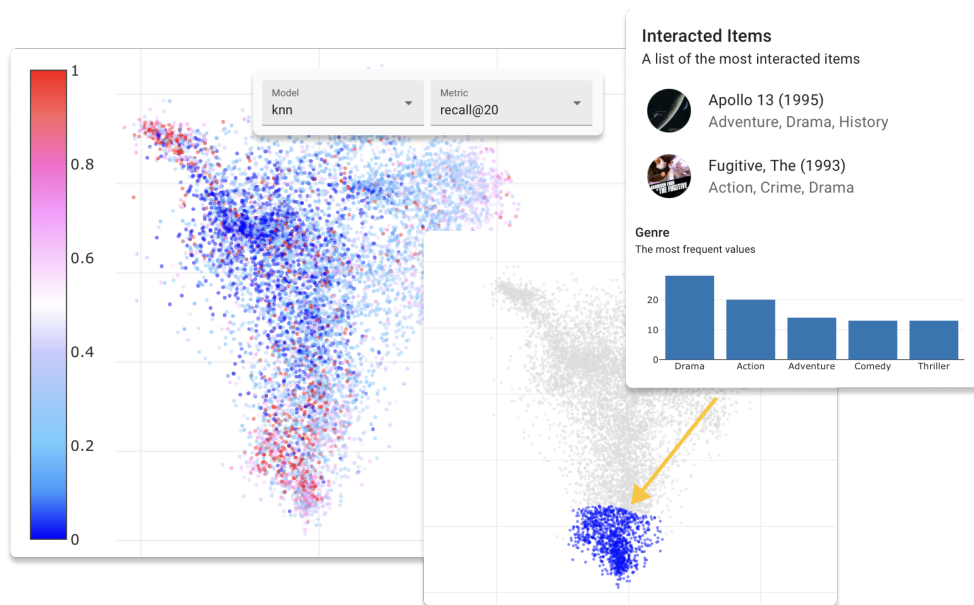 1
0.8
0.6
0.4
0.2
0
Model
knn
Metric
recall@20
Interacted Items
A list of the most interacted items
Apollo 13 (1995)
Adventure, Drama, History
Fugitive, The (1993)
Action, Crime, Drama
THE FUGITIVE
Genre
The most frequent values
20
10
0
Drama
Action
Adventure
Comedy
Thriller